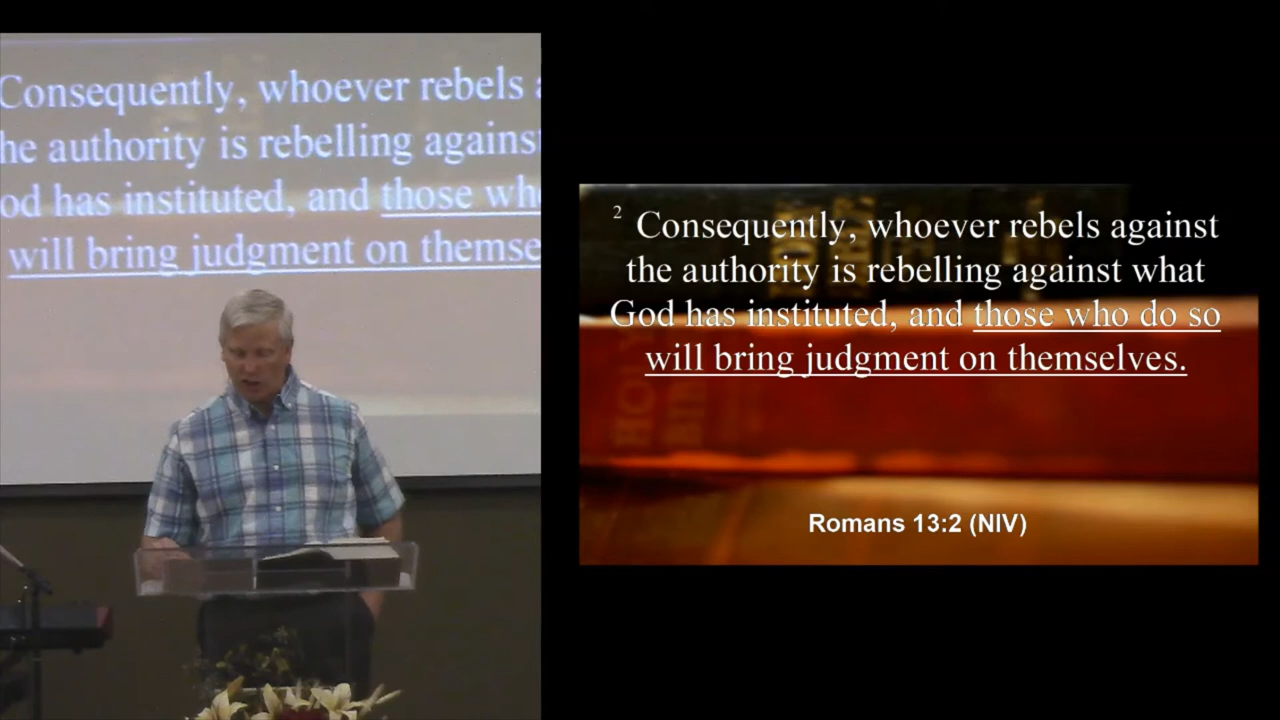 Consequently, whoever rebels
he authority is rebelling agains
od has instituted, and those wh
will bring judgment on themse
2 Consequently, whoever rebels against
the authority is rebelling against what
God has instituted, and those who do so
will bring judgment on themselves.
HOLY
Romans 13:2 (NIV)